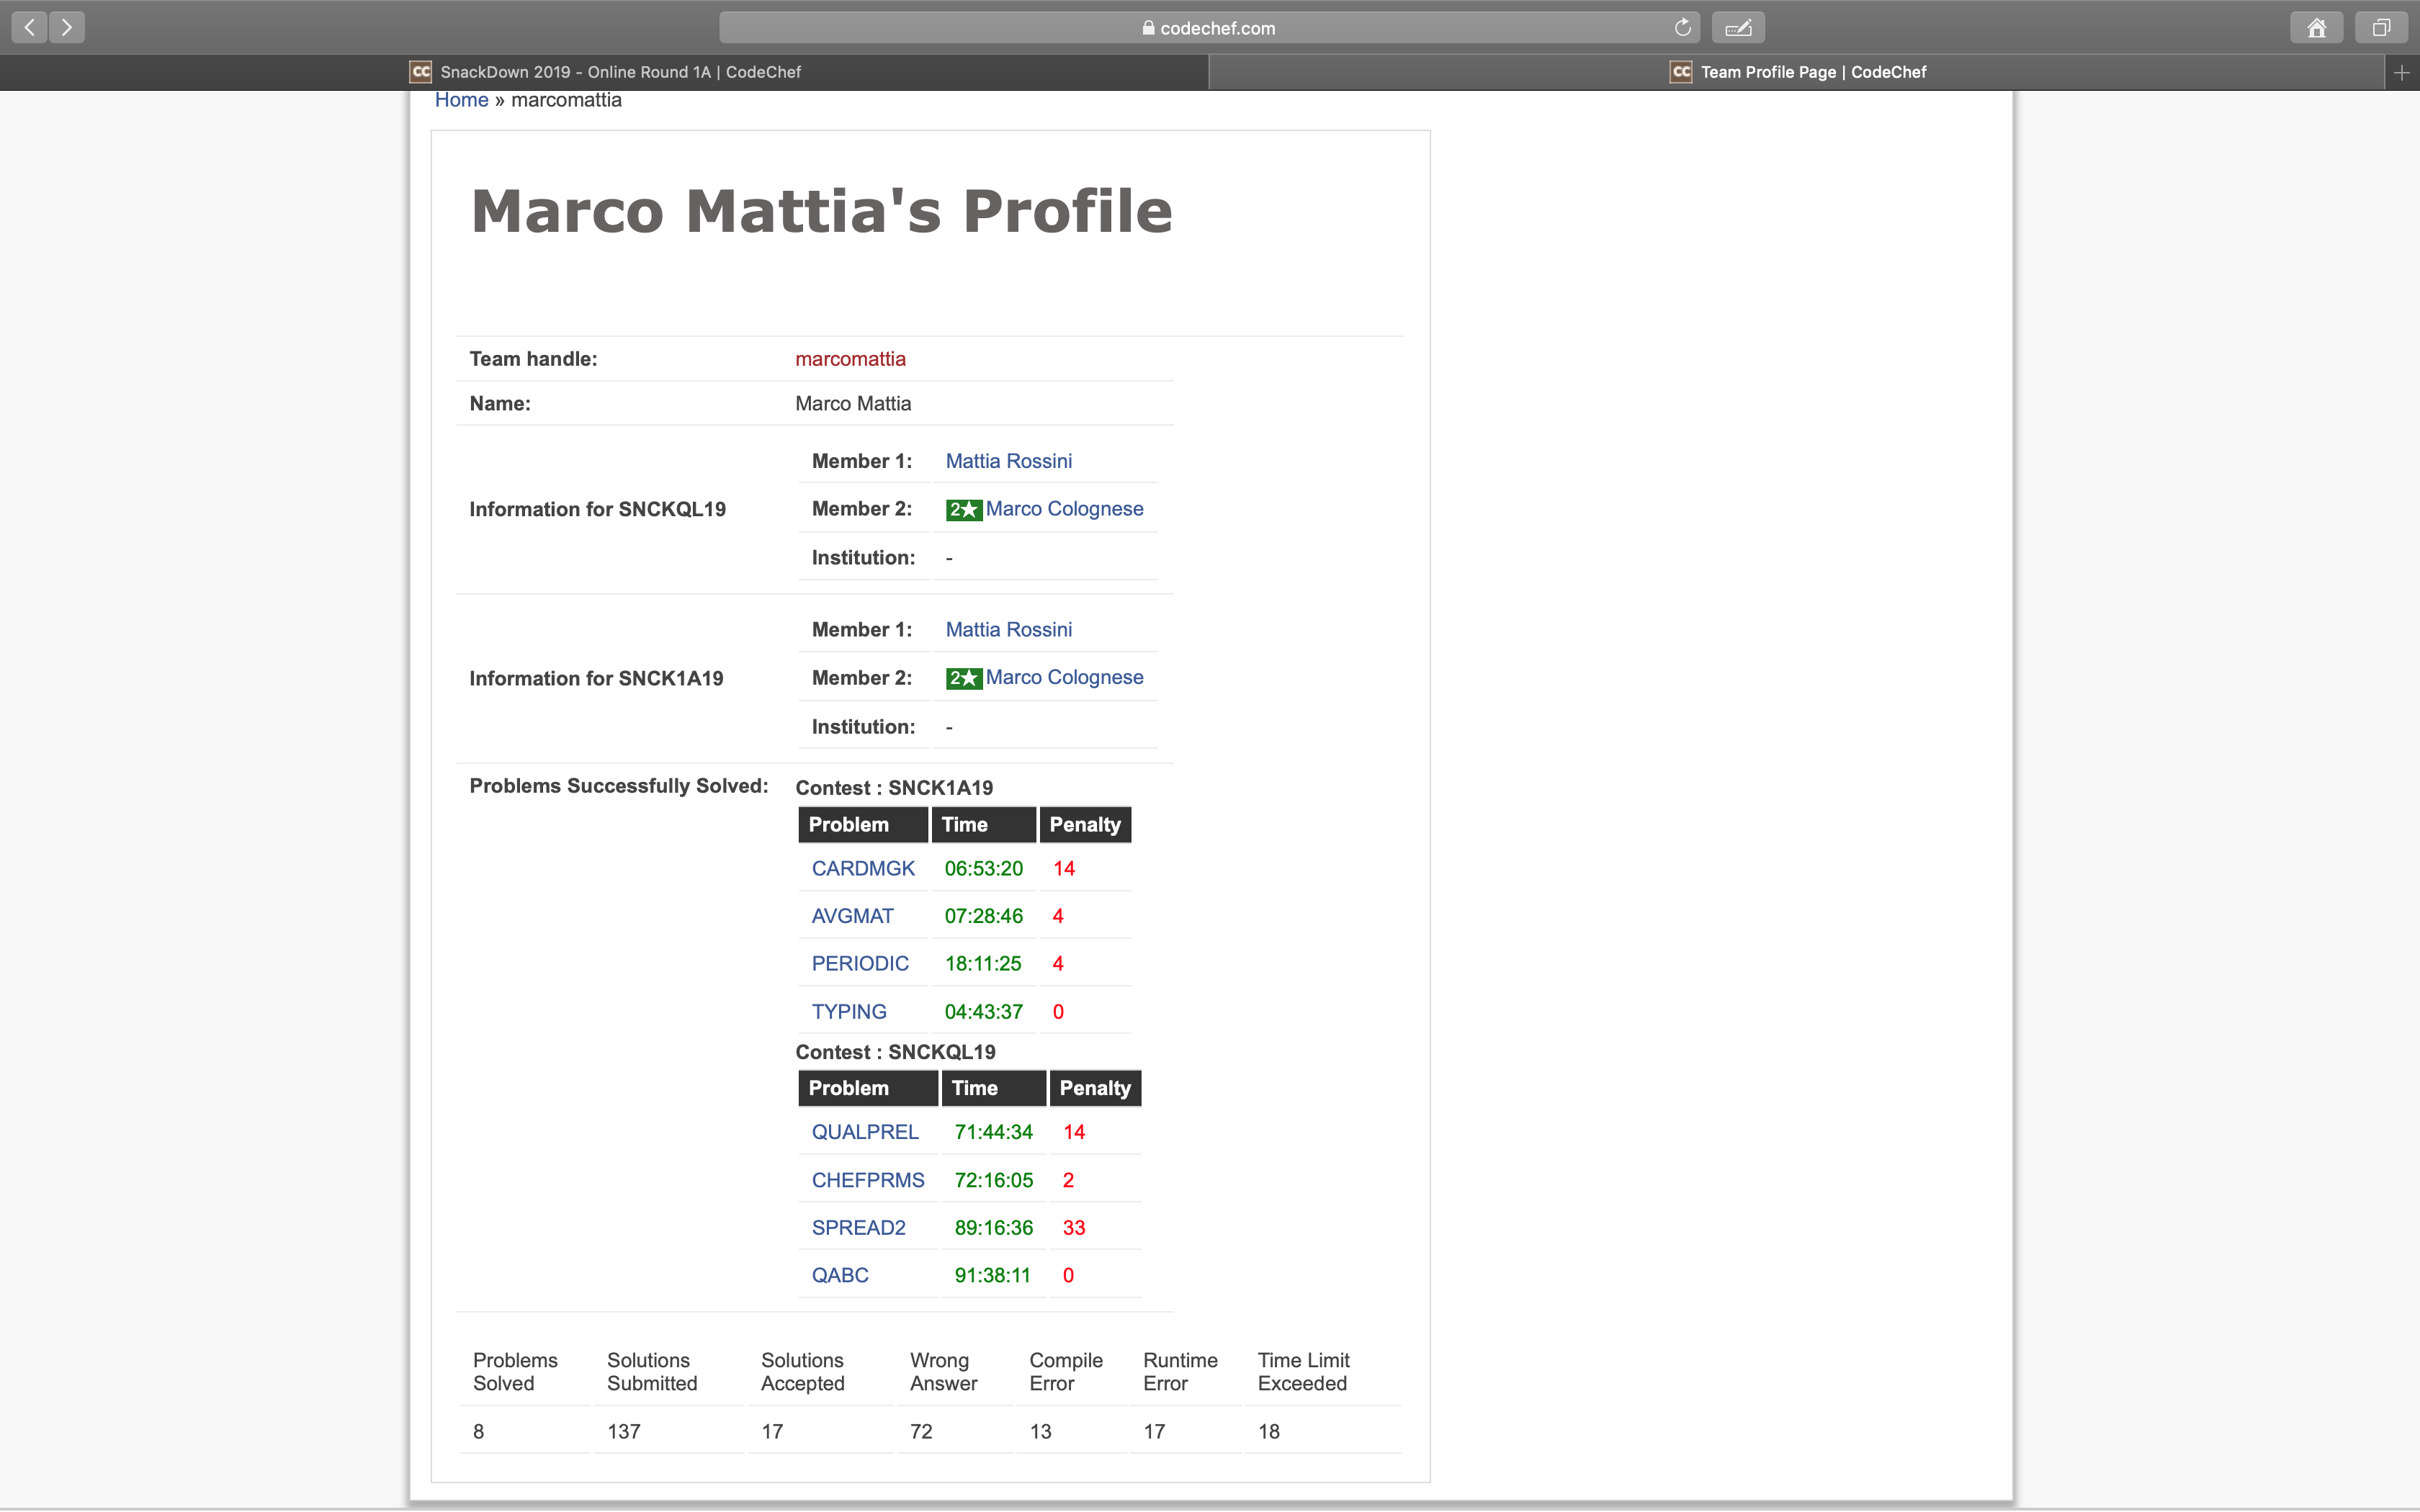 codechef.com
CC SnackDown 2019 - Online Round 1A | CodeChef
CC Team Profile Page | CodeChef
Home » marcomattia
Marco Mattia's Profile
Team handle: marcomattia
Name: Marco Mattia
Information for SNCKQL19
Member 1: Mattia Rossini
Member 2: 2★ Marco Colognese
Institution: -
Information for SNCK1A19
Member 1: Mattia Rossini
Member 2: 2★ Marco Colognese
Institution: -
Problems Successfully Solved: Contest : SNCK1A19
Problem Time Penalty
CARDMGK 06:53:20 14
AVGMAT 07:28:46 4
PERIODIC 18:11:25 4
TYPING 04:43:37 0
Contest : SNCKQL19
Problem Time Penalty
QUALPREL 71:44:34 14
CHEFPRMS 72:16:05 2
SPREAD2 89:16:36 33
QABC 91:38:11 0
Problems Solved Solutions Submitted Solutions Accepted Wrong Answer Compile Error Runtime Error Time Limit Exceeded
8 137 17 72 13 17 18